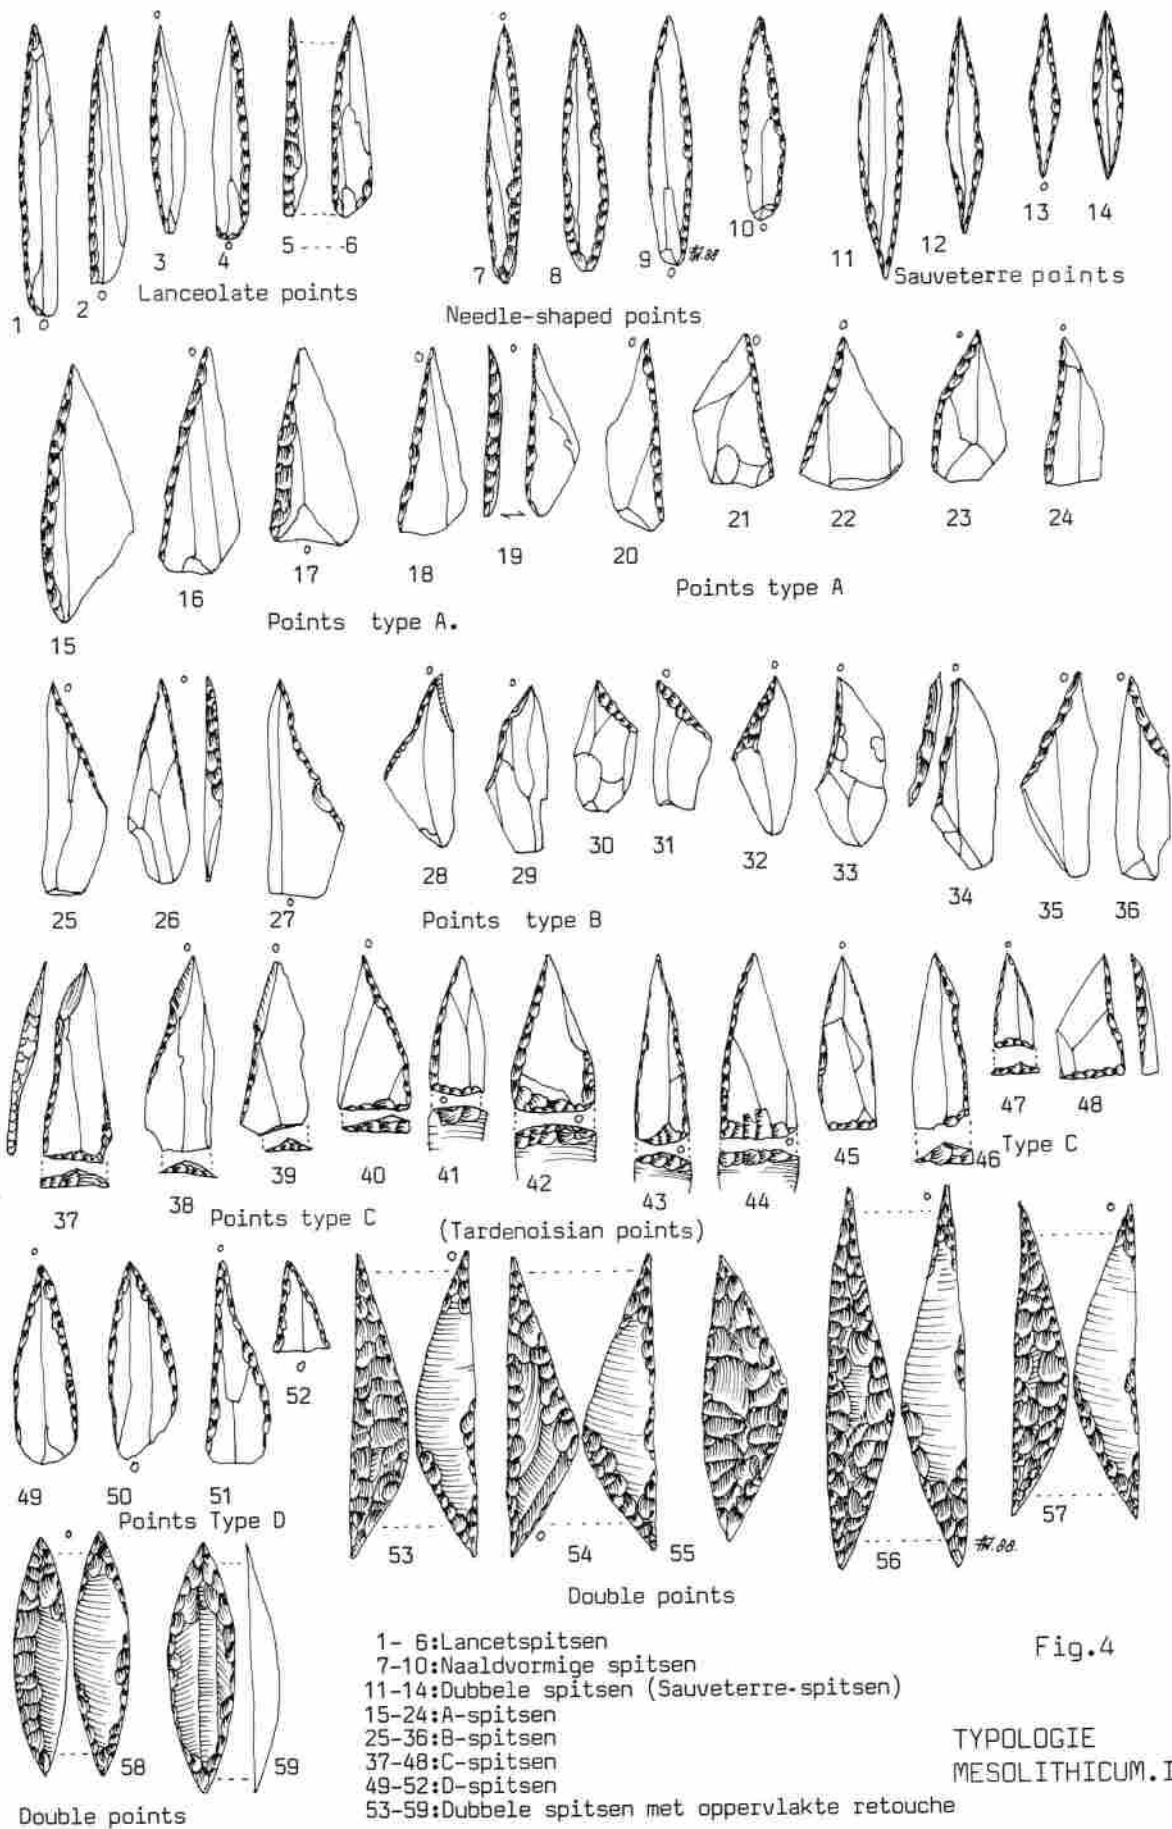 1 2 3 4 5 - - - - 6
Lanceolate points
7 8 9 10
Needle-shaped points
11 12 13 14
Sauveterre points
15 16 17 18 19 20 21 22 23 24
Points type A.
Points type A
25 26 27 28 29 30 31 32 33 34 35 36
Points type B
37 38 39 40 41 42 43 44 45 46 47 48
Points type C
(Tardenoisian points)
Type C
49 50 51 52
Points Type D
53 54 55 56 57
Double points
58 59
Double points
1- 6:Lancetspitsen
7-10:Naaldvormige spitsen
11-14:Dubbele spitsen (Sauveterre-spitsen)
15-24:A-spitsen
25-36:B-spitsen
37-48:C-spitsen
49-52:D-spitsen
53-59:Dubbele spitsen met oppervlakte retouche
Fig.4
TYPOLOGIE
MESOLITHICUM.I